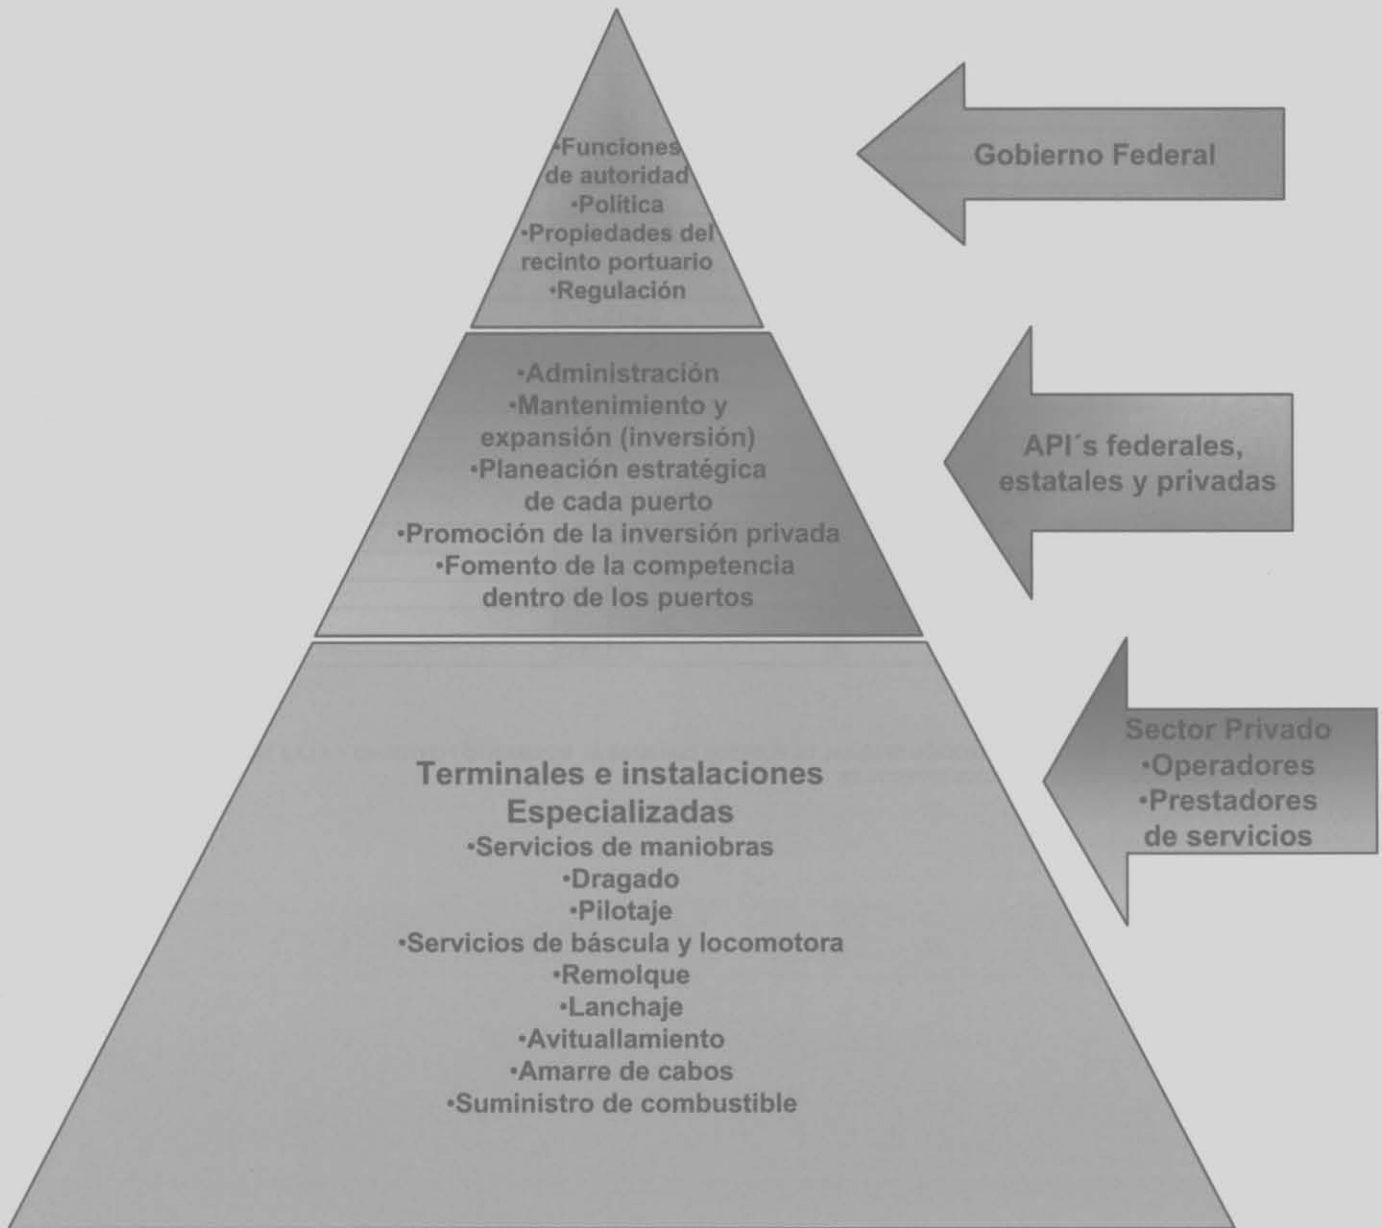 •Funciones
de autoridad
•Política
•Propiedades del
recinto portuario
•Regulación
Gobierno Federal
•Administración
•Mantenimiento y
expansión (inversión)
•Planeación estratégica
de cada puerto
•Promoción de la inversión privada
•Fomento de la competencia
dentro de los puertos
API´s federales,
estatales y privadas
Terminales e instalaciones
Especializadas
•Servicios de maniobras
•Dragado
•Pilotaje
•Servicios de báscula y locomotora
•Remolque
•Lanchaje
•Avituallamiento
•Amarre de cabos
•Suministro de combustible
Sector Privado
•Operadores
•Prestadores
de servicios